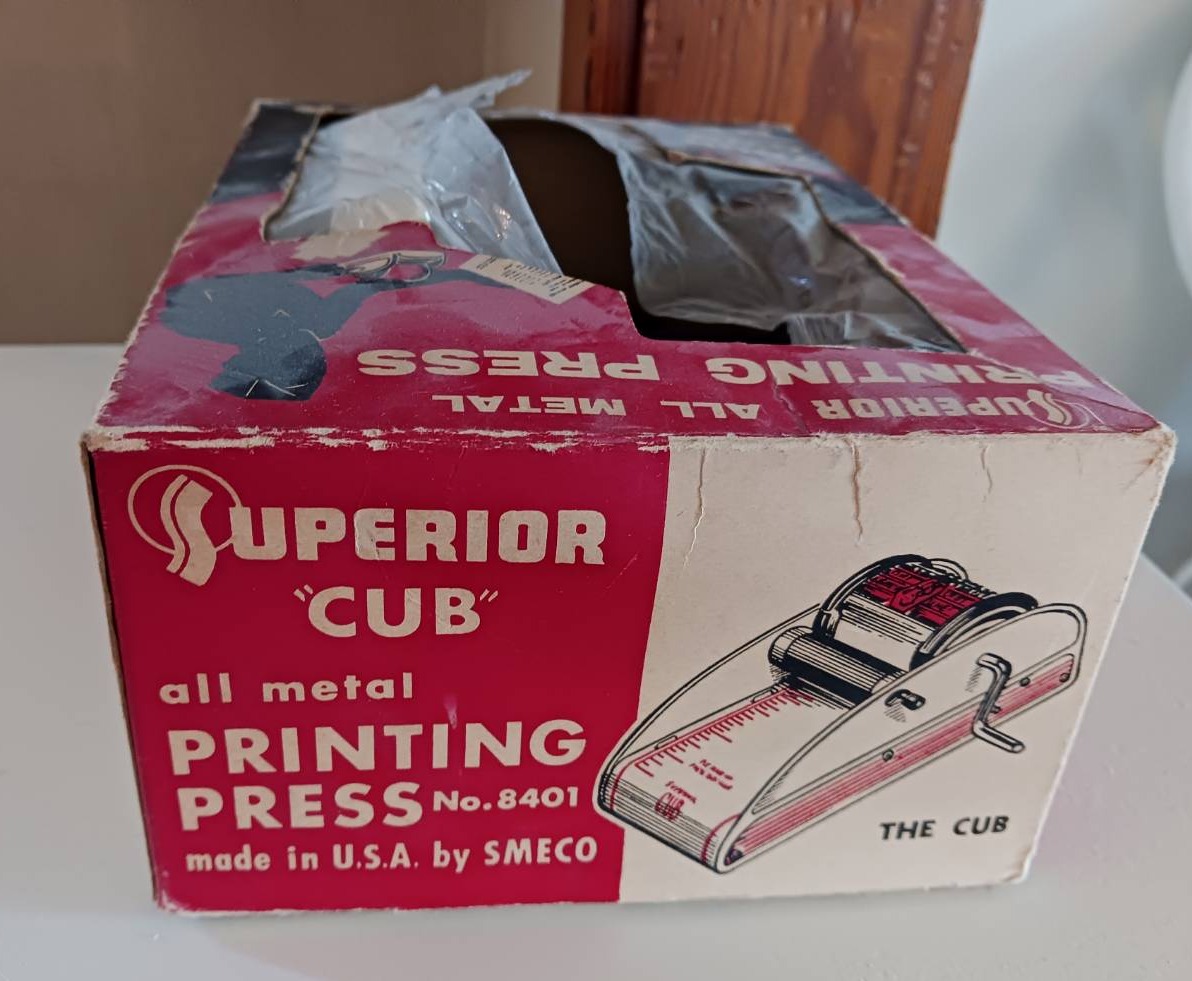 SUPERIOR
ALL METAL
PRINTING PRESS
SUPERIOR
"CUB"
all metal
PRINTING
PRESS No. 8401
made in U.S.A. by SMECO
CUB
THE CUB